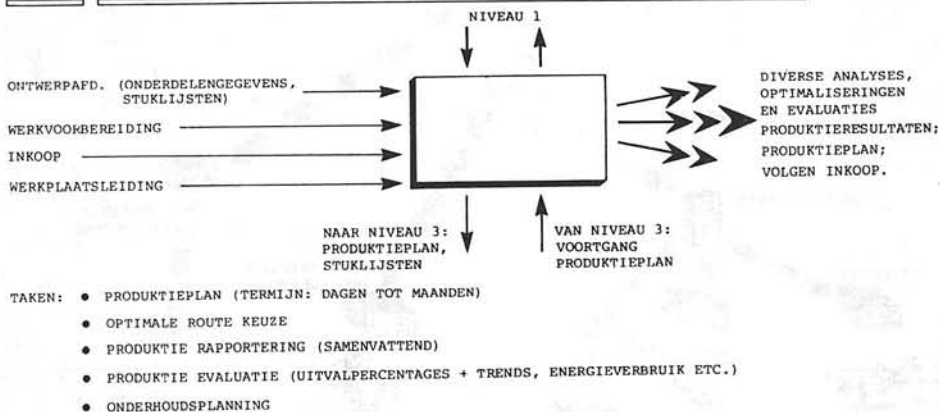 NIVEAU 1
ONTWERPAFD. (ONDERDELENGEGEVENS,
STUKLIJSTEN)
WERKVOORBEREIDING
INKOOP
WERKPLAATSLEIDING
DIVERSE ANALYSES,
OPTIMALISERINGEN
EN EVALUATIES
PRODUKTIERESULTATEN;
PRODUKTIEPLAN;
VOLGEN INKOOP.
NAAR NIVEAU 3:
PRODUKTIEPLAN,
STUKLIJSTEN
VAN NIVEAU 3:
VOORTGANG
PRODUKTIEPLAN
TAKEN: ● PRODUKTIEPLAN (TERMIJN: DAGEN TOT MAANDEN)
● OPTIMALE ROUTE KEUZE
● PRODUKTIE RAPPORTERING (SAMENVATTEND)
● PRODUKTIE EVALUATIE (UITVALPERCENTAGES + TRENDS, ENERGIEVERBRUIK ETC.)
● ONDERHOUDSPLANNING